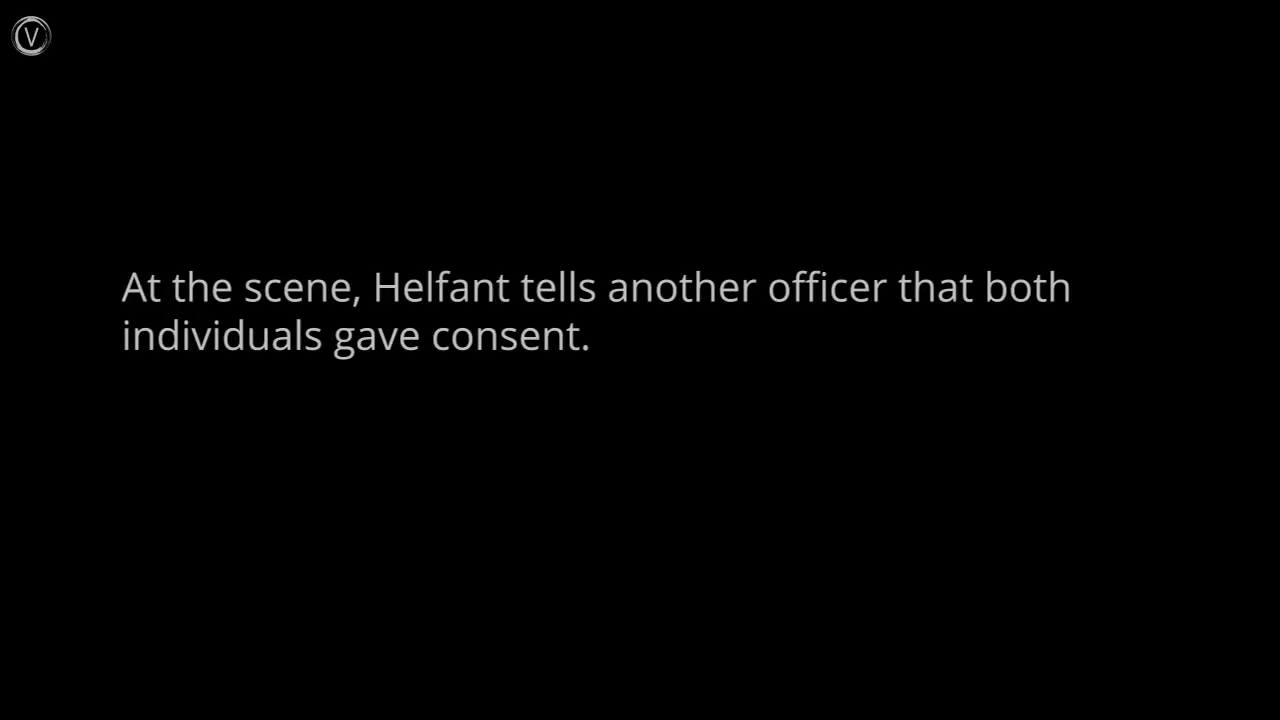 V
At the scene, Helfant tells another officer that both
individuals gave consent.